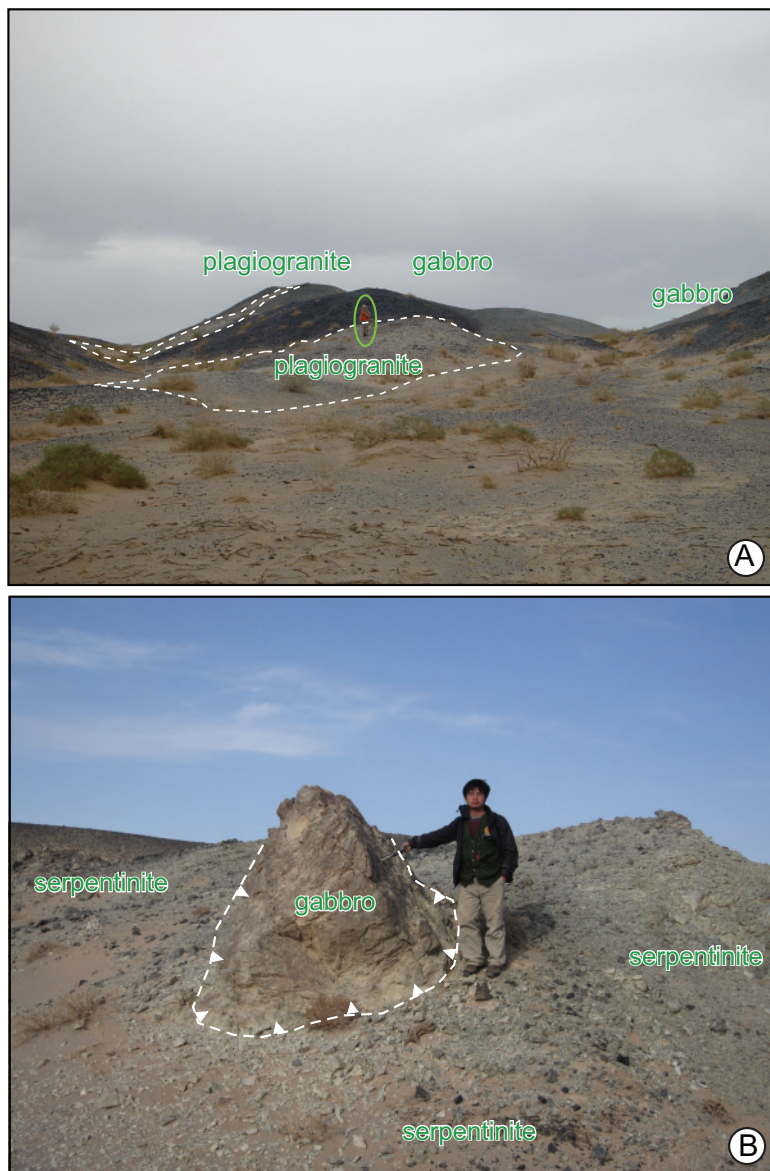 plagiogranite
gabbro
gabbro
plagiogranite
A
serpentinite
gabbro
serpentinite
serpentinite
B